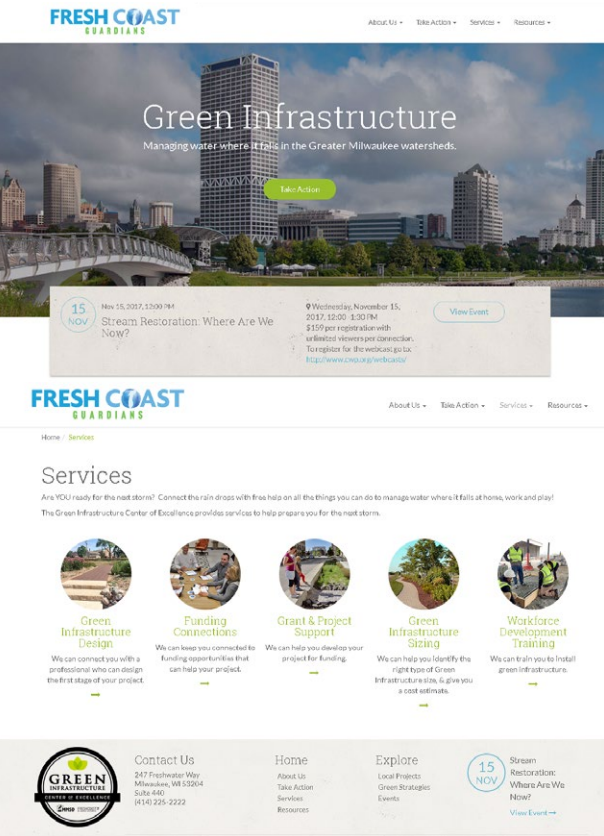 FRESH COAST
GUARDIANS
About Us
Take Action
Services
Resources
Green Infrastructure
Managing water where it falls in the Greater Milwaukee watersheds.
Take Action
15
NOV
Nov 15, 2017, 12:00 PM
Stream Restoration: Where Are We
Now?
Wednesday, November 15,
2017, 12:00 -1:30 PM
$159 per registration with
unlimited viewers per connection.
To register for the webcast go to:
http://www.cwp.org/webcasts/
View Event
FRESH COAST
GUARDIANS
About Us
Take Action
Services
Resources
Home / Services
Services
Are YOU ready for the next storm? Connect the rain drops with free help on all the things you can do to manage water where it falls at home, work and play!
The Green Infrastructure Center of Excellence provides services to help prepare you for the next storm.
Green
Infrastructure
Design
We can connect you with a
professional who can design
the first stage of your project.
Funding
Connections
We can keep you connected to
funding opportunities that
can help your project.
Grant & Project
Support
We can help you develop your
project for funding.
Green
Infrastructure
Sizing
We can help you identify the
right type of Green
Infrastructure size, & give you
a cost estimate.
Workforce
Development
Training
We can train you to install
green infrastructure.
GREEN
INFRASTRUCTURE
CENTER of EXCELLENCE
MMSD
Contact Us
247 Freshwater Way
Milwaukee, WI 53204
Suite 440
(414) 225-2222
Home
About Us
Take Action
Services
Resources
Explore
Local Projects
Green Strategies
Events
15
NOV
Stream
Restoration:
Where Are We
Now?
View Event